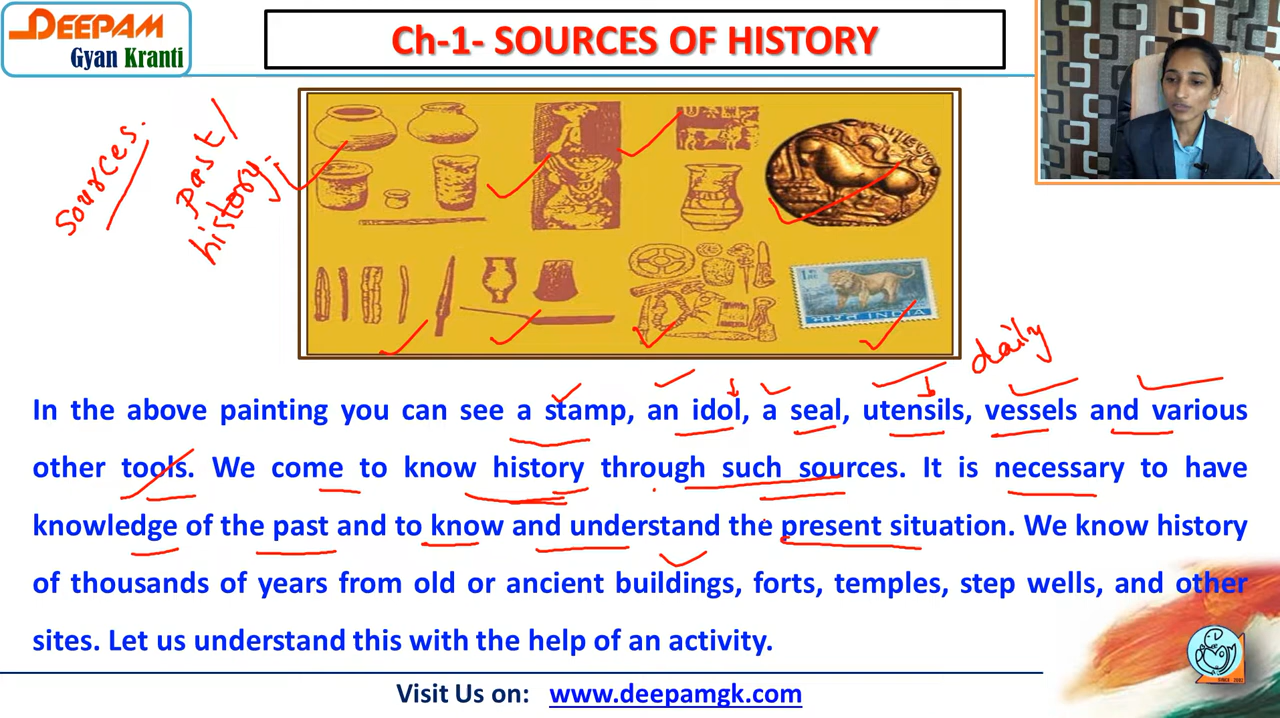 DEEPAM
Gyan Kranti
Ch-1- SOURCES OF HISTORY
Sources.
Past/
history.
भारत INDIA
daily
In the above painting you can see a stamp, an idol, a seal, utensils, vessels and various
other tools. We come to know history through such sources. It is necessary to have
knowledge of the past and to know and understand the present situation. We know history
of thousands of years from old or ancient buildings, forts, temples, step wells, and other
sites. Let us understand this with the help of an activity.
SINCE 2002
Visit Us on: www.deepamgk.com